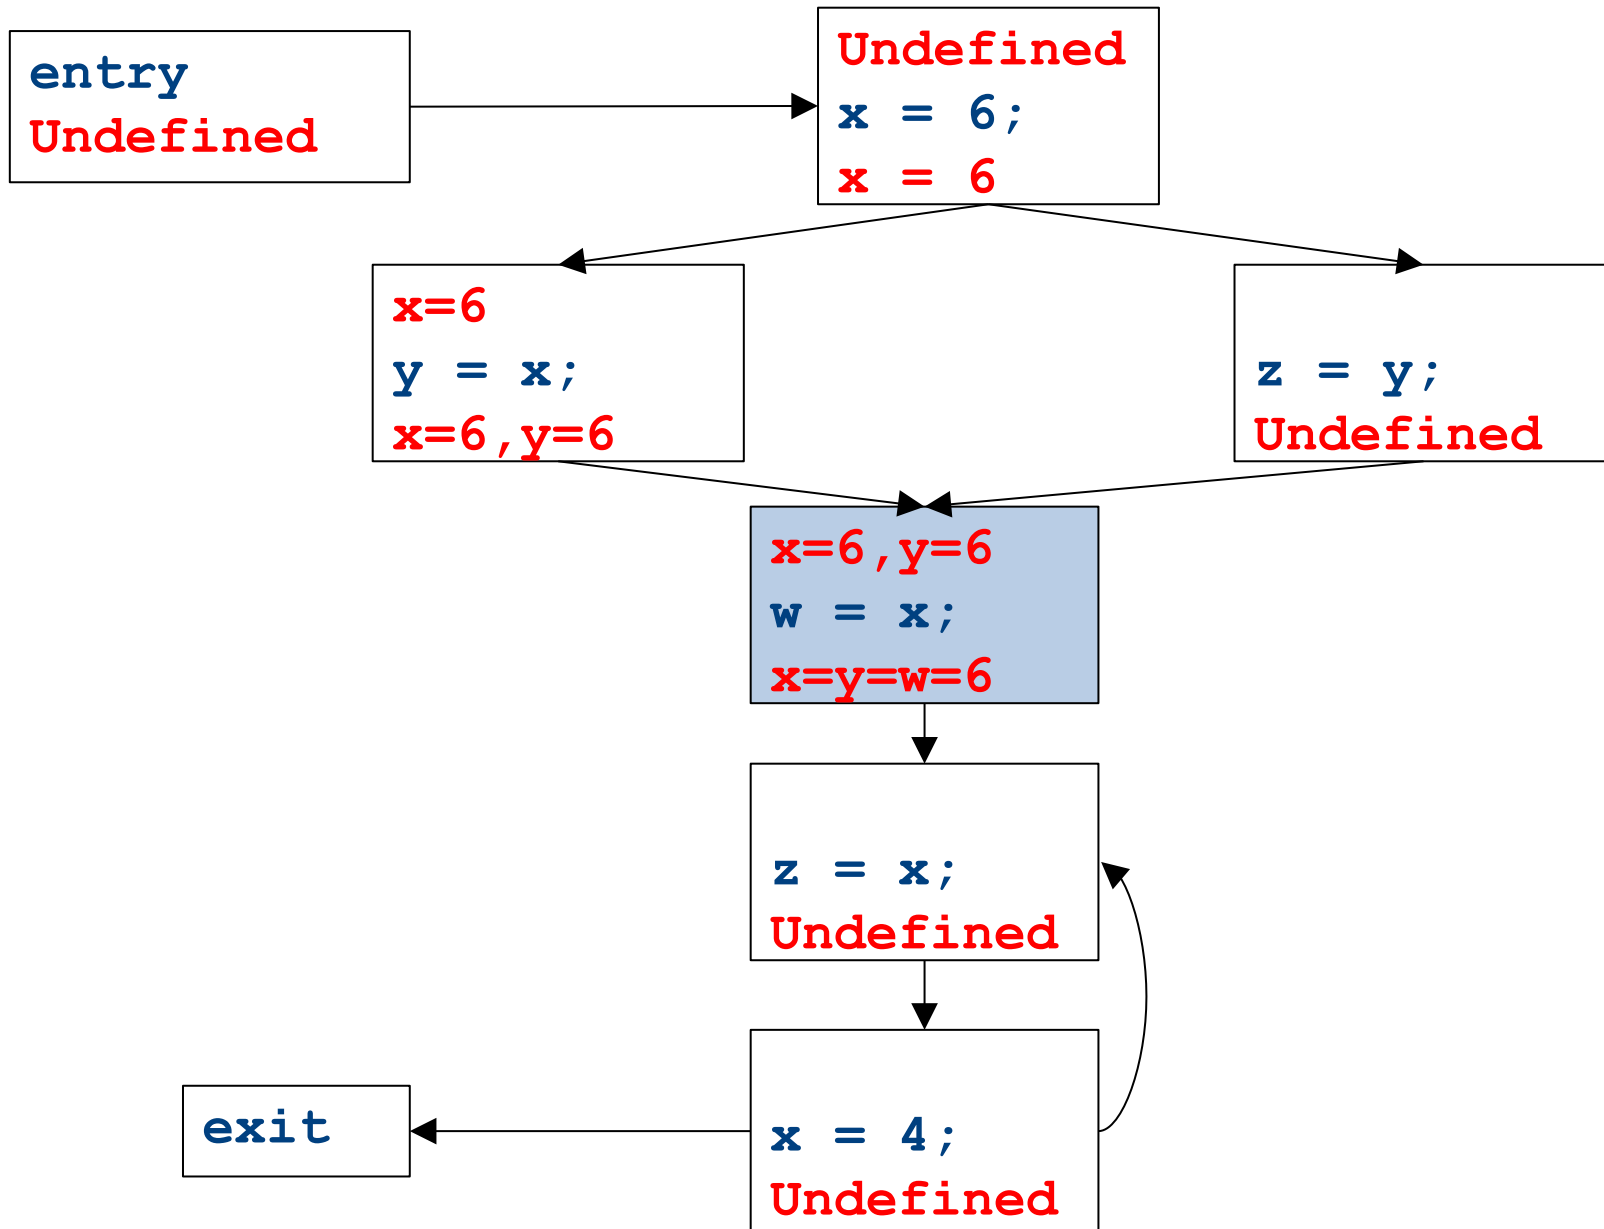 entry
Undefined
Undefined
x = 6;
x = 6
x=6
y = x;
x=6,y=6
z = y;
Undefined
x=6,y=6
w = x;
x=y=w=6
z = x;
Undefined
exit
x = 4;
Undefined